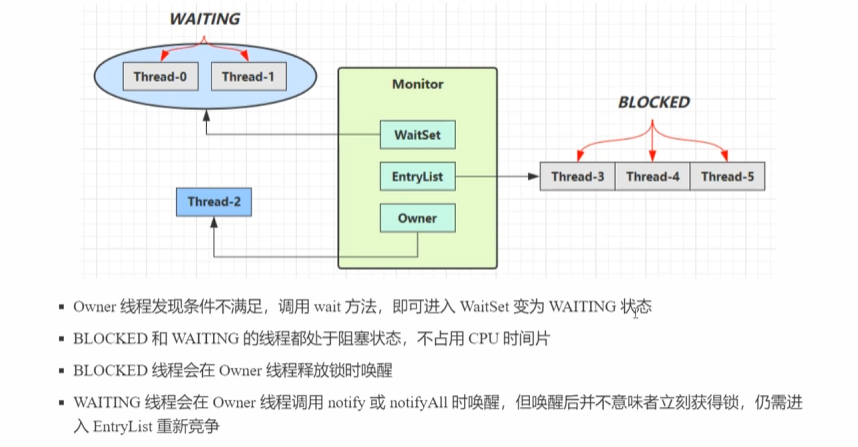 WAITING
Thread-0 Thread-1
Monitor
BLOCKED
WaitSet
EntryList
Thread-3 Thread-4 Thread-5
Thread-2
Owner
Owner 线程发现条件不满足，调用 wait 方法，即可进入 WaitSet 变为 WAITING 状态
BLOCKED 和 WAITING 的线程都处于阻塞状态，不占用 CPU 时间片
BLOCKED 线程会在 Owner 线程释放锁时唤醒
WAITING 线程会在 Owner 线程调用 notify 或 notifyAll 时唤醒，但唤醒后并不意味者立刻获得锁，仍需进
入 EntryList 重新竞争